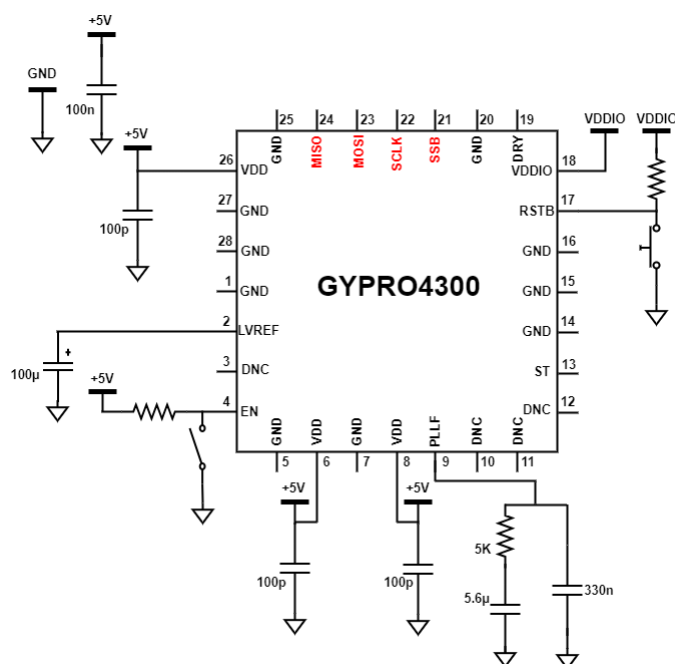 +5V
GND
100n
+5V
25 24 23 22 21 20 19
GND MISO MOSI SCLK SSB GND DRY
VDDIO VDDIO
26 VDD
VDDIO 18
100p
27 GND
RSTB 17
28 GND
GND 16
1 GND
GYPRO4300
GND 15
2 LVREF
GND 14
100µ
+
3 DNC
ST 13
+5V
4 EN
DNC 12
GND VDD GND VDD PLLF DNC DNC
5 6 7 8 9 10 11
+5V
+5V
100p
100p
5K
5.6µ
330n